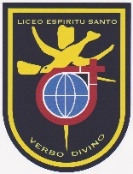 LICEO ESPIRITU SANTO
VERBO DIVINO